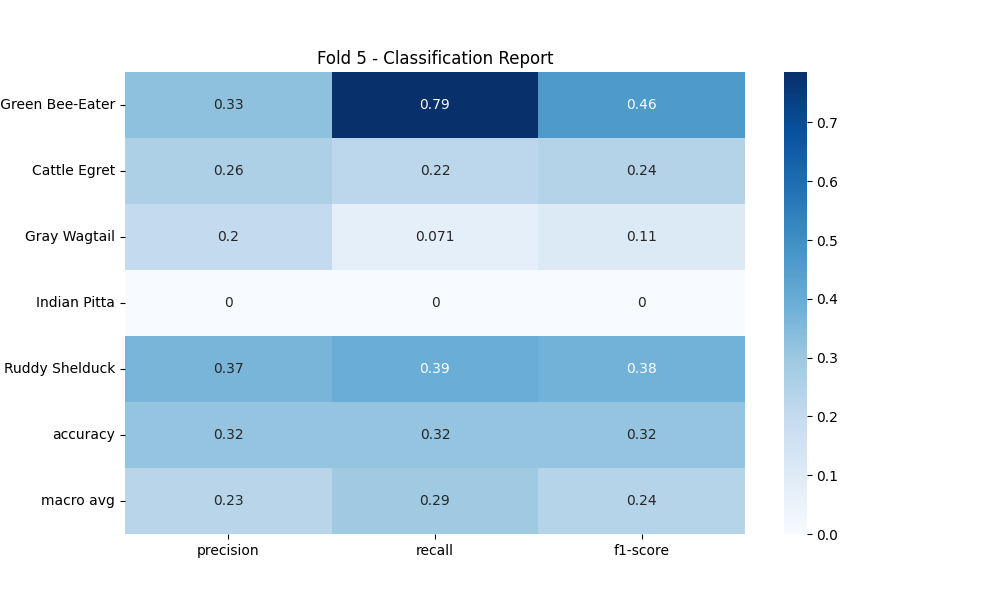 Fold 5 - Classification Report
Green Bee-Eater 0.33 0.79 0.46
Cattle Egret 0.26 0.22 0.24
Gray Wagtail 0.2 0.071 0.11
Indian Pitta 0 0 0
Ruddy Shelduck 0.37 0.39 0.38
accuracy 0.32 0.32 0.32
macro avg 0.23 0.29 0.24
precision recall f1-score
0.7
0.6
0.5
0.4
0.3
0.2
0.1
0.0